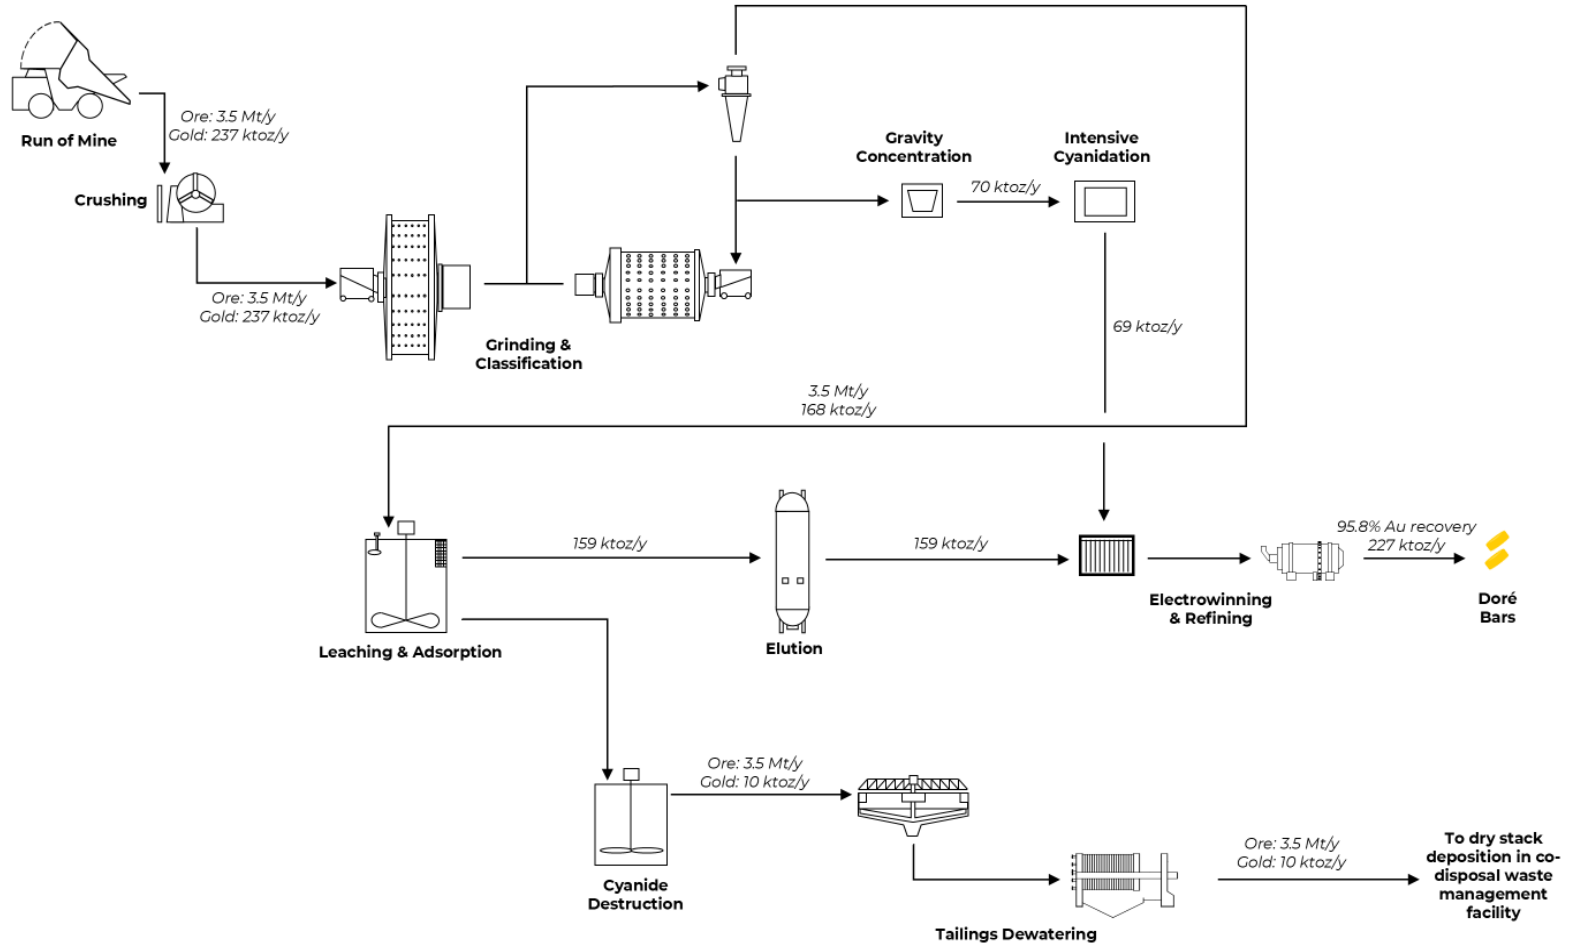 Run of Mine
Ore: 3.5 Mt/y
Gold: 237 ktoz/y
Crushing
Ore: 3.5 Mt/y
Gold: 237 ktoz/y
Grinding &
Classification
Gravity
Concentration
70 ktoz/y
Intensive
Cyanidation
69 ktoz/y
3.5 Mt/y
168 ktoz/y
Leaching & Adsorption
159 ktoz/y
Elution
159 ktoz/y
Electrowinning
& Refining
95.8% Au recovery
227 ktoz/y
Doré
Bars
Cyanide
Destruction
Ore: 3.5 Mt/y
Gold: 10 ktoz/y
Tailings Dewatering
Ore: 3.5 Mt/y
Gold: 10 ktoz/y
To dry stack
deposition in co-
disposal waste
management
facility